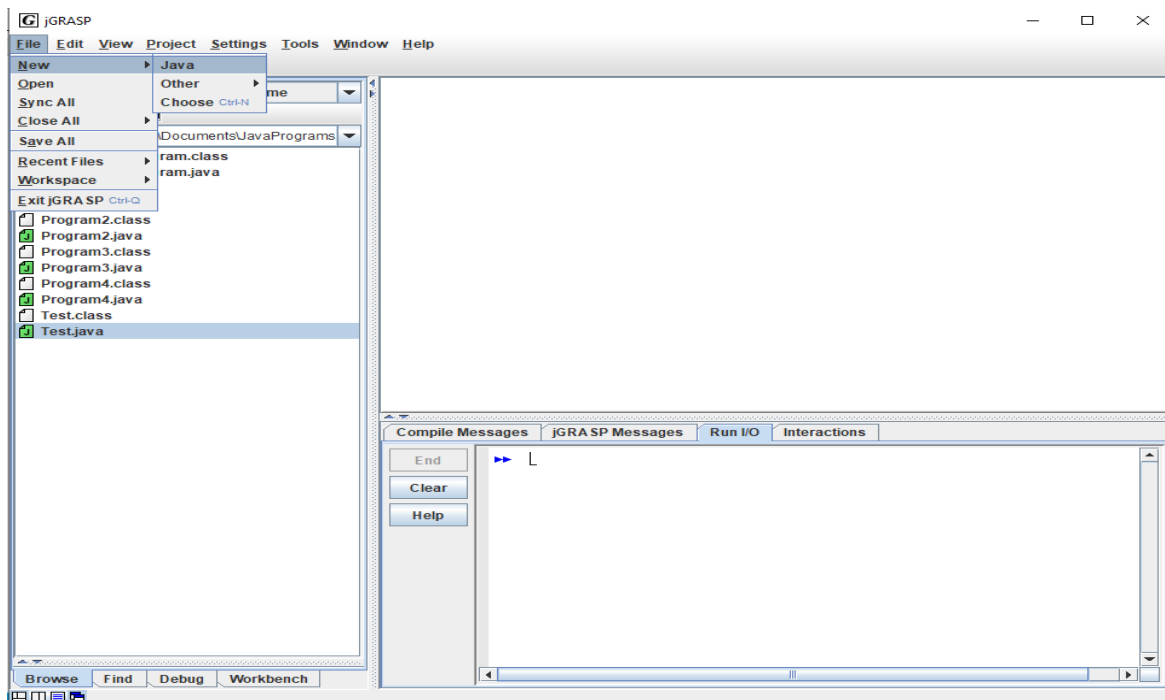 G jGRASP
File Edit View Project Settings Tools Window Help
New Java
Open Other
me
Sync All Choose Ctrl-N
Close All
\Documents\JavaPrograms
Save All
ram.class
Recent Files
ram.java
Workspace
Exit jGRASP Ctrl-Q
Program2.class
Program2.java
Program3.class
Program3.java
Program4.class
Program4.java
Test.class
Test.java
Compile Messages jGRASP Messages Run I/O Interactions
End
Clear
Help
Browse Find Debug Workbench